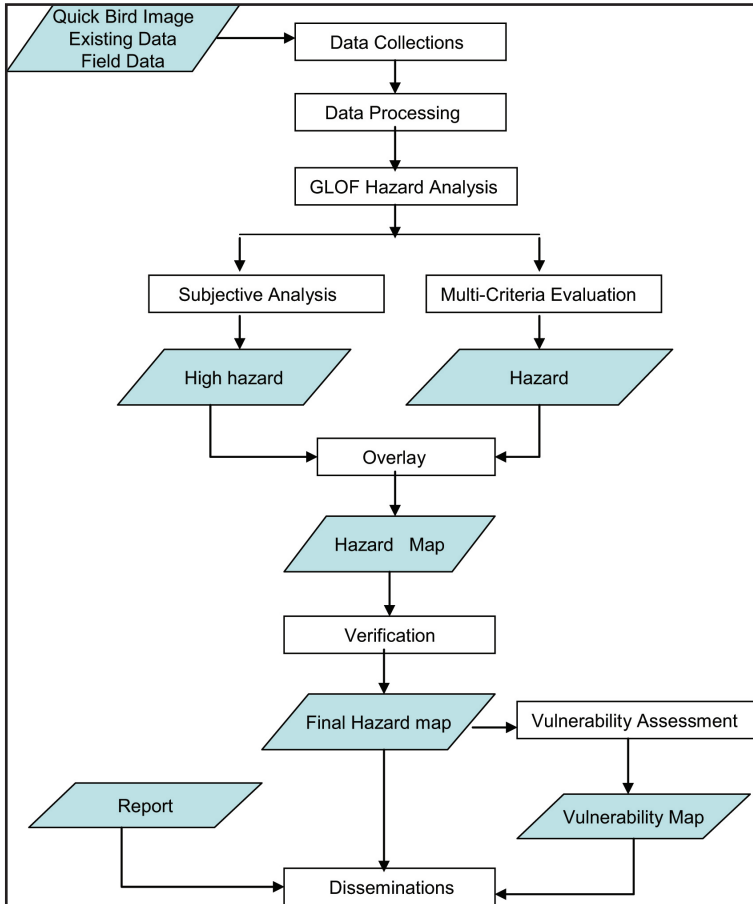 Quick Bird Image
Existing Data
Field Data
Data Collections
Data Processing
GLOF Hazard Analysis
Subjective Analysis
Multi-Criteria Evaluation
High hazard
Hazard
Overlay
Hazard Map
Verification
Final Hazard map
Vulnerability Assessment
Report
Vulnerability Map
Disseminations